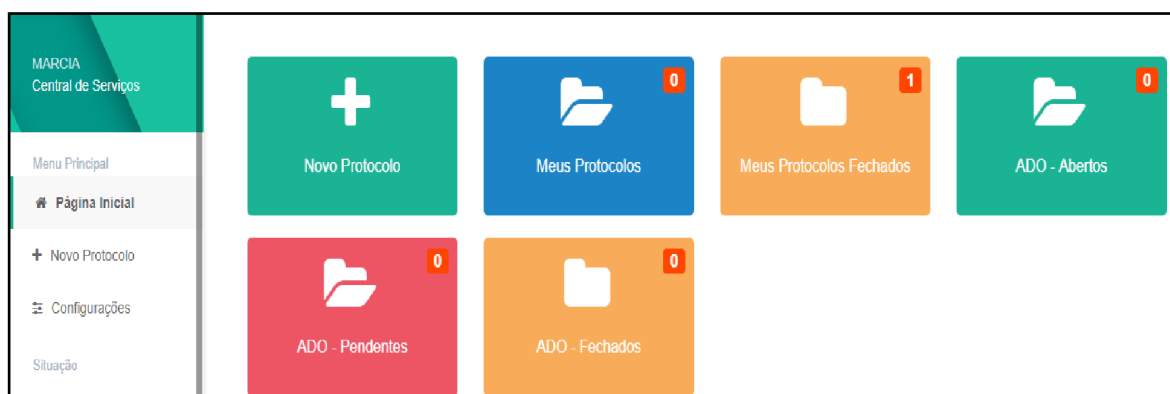 MARCIA
Central de Serviços
Menu Principal
Página Inicial
Novo Protocolo
Configurações
Situação
Novo Protocolo
0
Meus Protocolos
1
Meus Protocolos Fechados
0
ADO - Abertos
0
ADO - Pendentes
0
ADO - Fechados